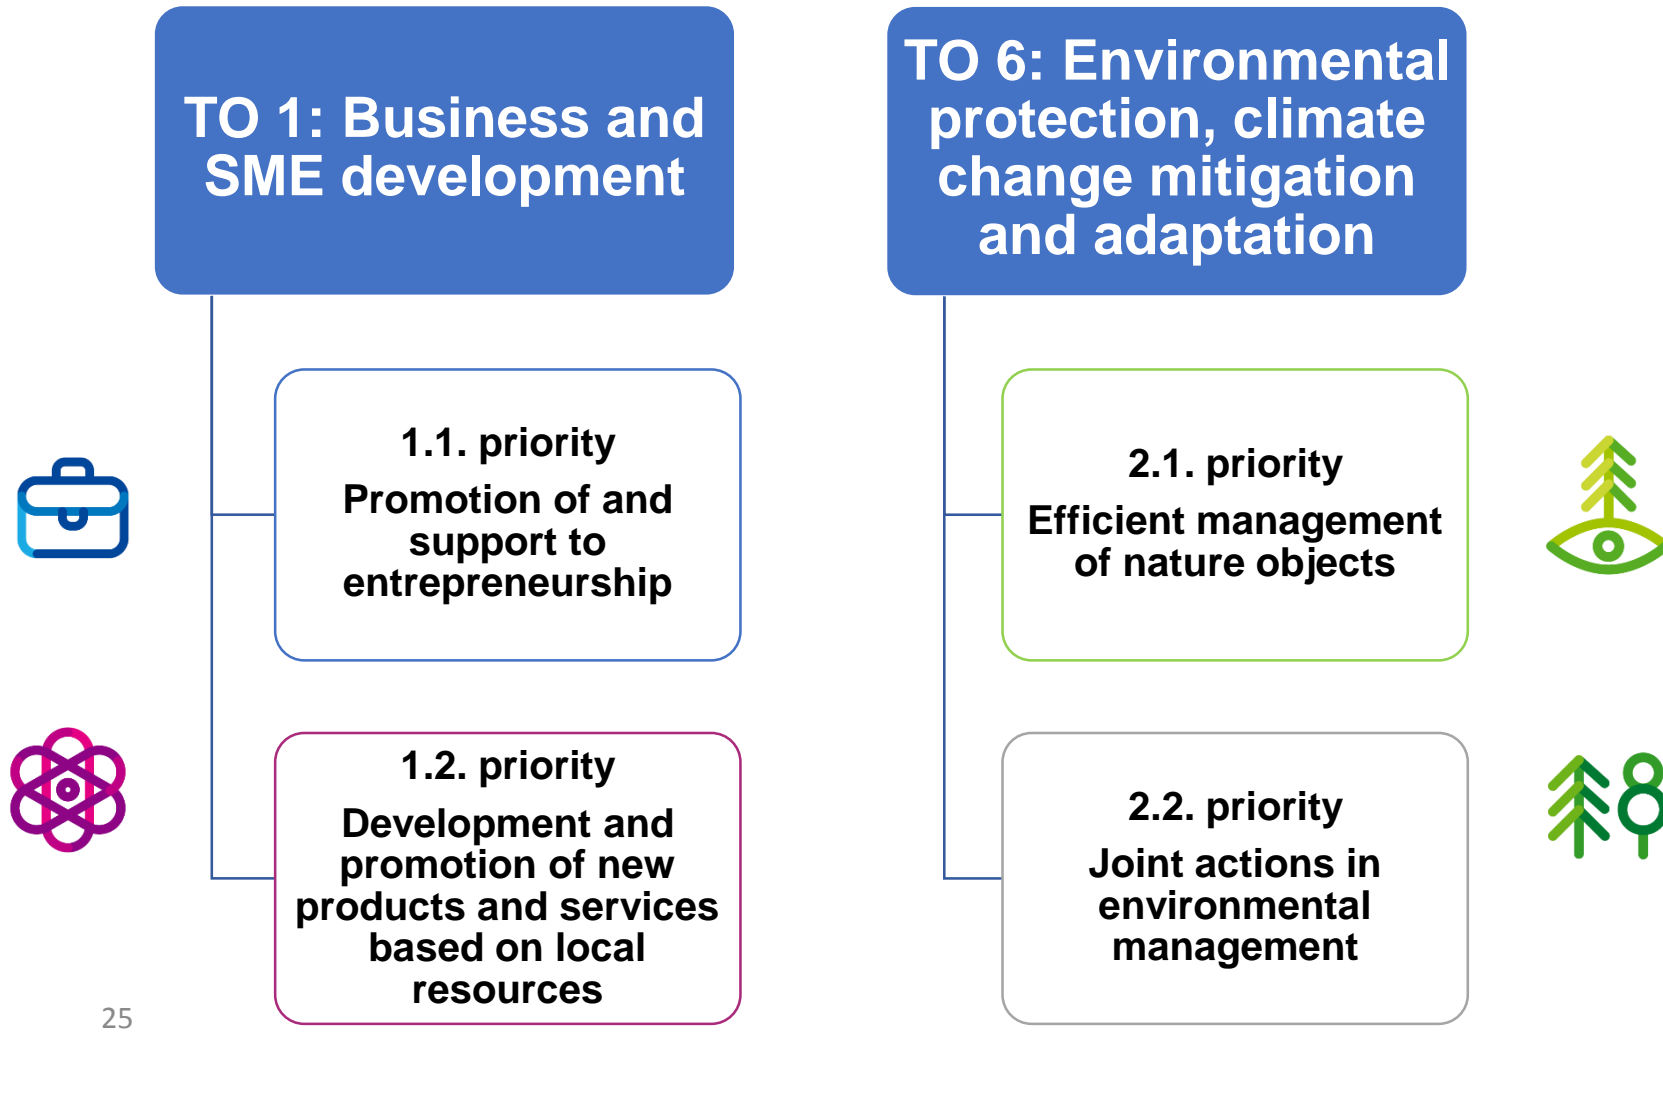 TO 1: Business and
SME development
1.1. priority
Promotion of and
support to
entrepreneurship
1.2. priority
Development and
promotion of new
products and services
based on local
resources
TO 6: Environmental
protection, climate
change mitigation
and adaptation
2.1. priority
Efficient management
of nature objects
2.2. priority
Joint actions in
environmental
management
25